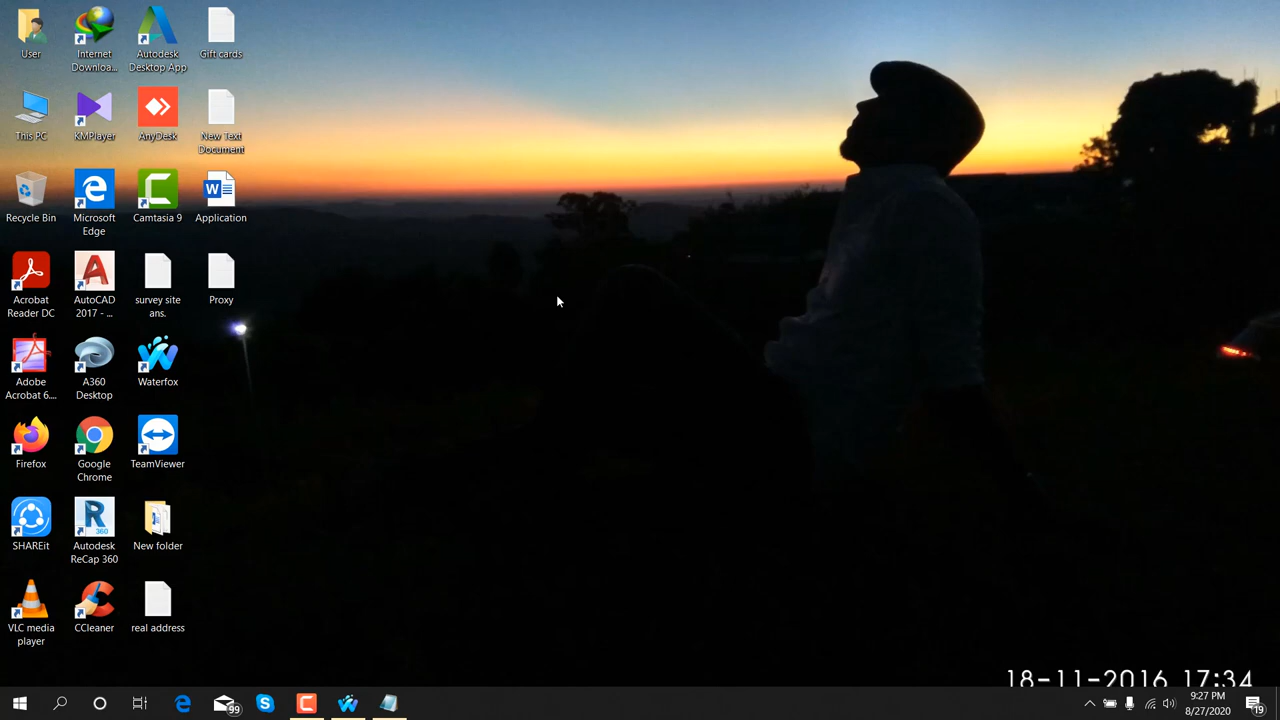 User
Internet
Downloa...
Autodesk
Desktop App
Gift cards
This PC
KMPlayer
AnyDesk
New Text
Document
Recycle Bin
Microsoft
Edge
Camtasia 9
Application
Acrobat
Reader DC
AutoCAD
2017 - ...
survey site
ans.
Proxy
Adobe
Acrobat 6....
A360
Desktop
Waterfox
Firefox
Google
Chrome
TeamViewer
SHAREit
R
360
Autodesk
ReCap 360
New folder
VLC media
player
CCleaner
real address
18-11-2016 17:34
99
9:27 PM
8/27/2020
19